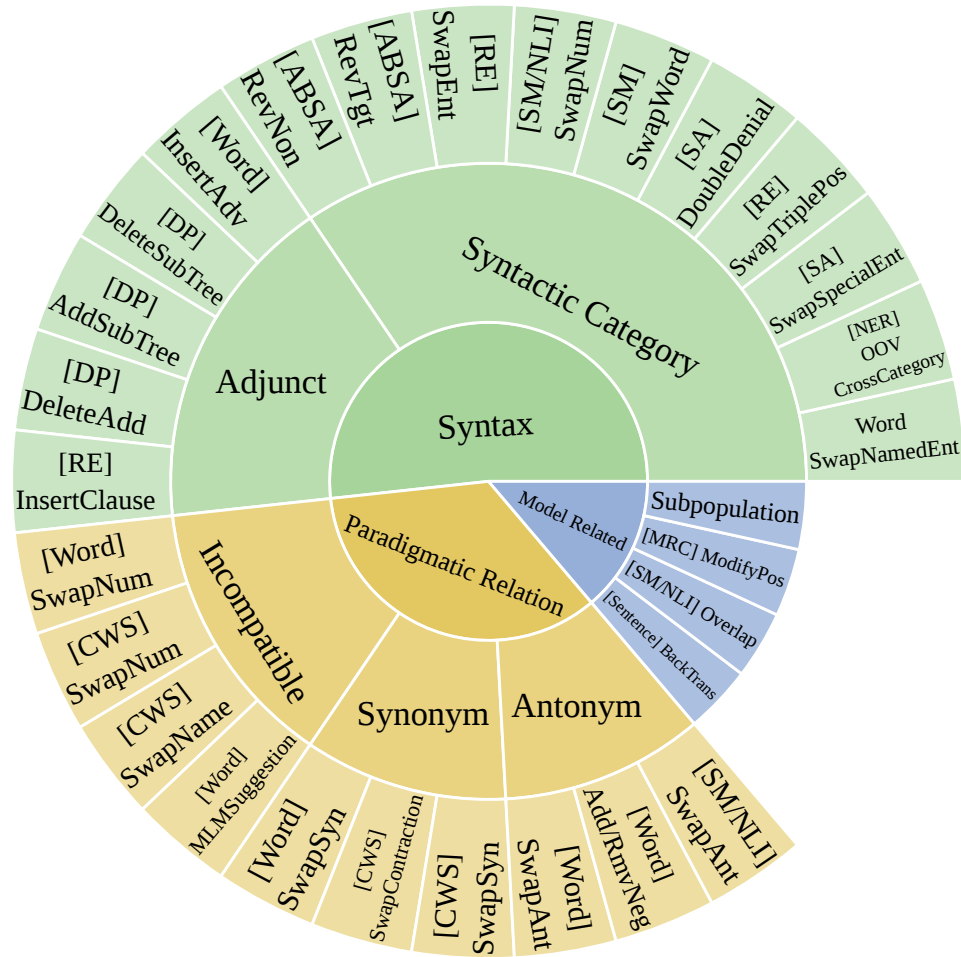 Syntax
Paradigmatic Relation
Model Related
Syntactic Category
Adjunct
Incompatible
Synonym
Antonym
[RE]
InsertClause
[DP]
DeleteAdd
[DP]
AddSubTree
[DP]
DeleteSubTree
[Word]
InsertAdv
[ABSA]
RevNon
[ABSA]
RevTgt
[RE]
SwapEnt
[SM/NLI]
SwapNum
[SM]
SwapWord
[SA]
DoubleDenial
[RE]
SwapTriplePos
[SA]
SwapSpecialEnt
[NER]
OOV
CrossCategory
Word
SwapNamedEnt
Subpopulation
[MRC] ModifyPos
[SM/NLI] Overlap
[Sentence] BackTrans
[SM/NLI]
SwapAnt
[Word]
Add/RmvNeg
[Word]
SwapAnt
[CWS]
SwapSyn
[CWS]
SwapContraction
[Word]
SwapSyn
[Word]
MLMSuggestion
[CWS]
SwapName
[CWS]
SwapNum
[Word]
SwapNum